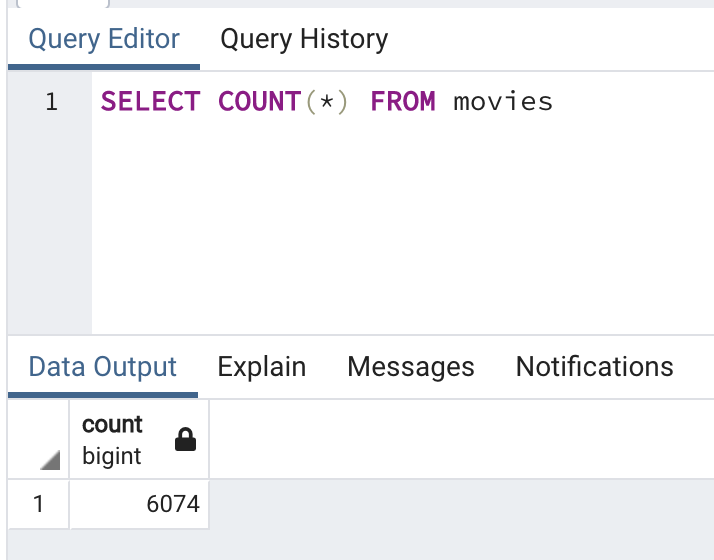 Query Editor Query History
1 SELECT COUNT(*) FROM movies
Data Output Explain Messages Notifications
count
bigint
1 6074